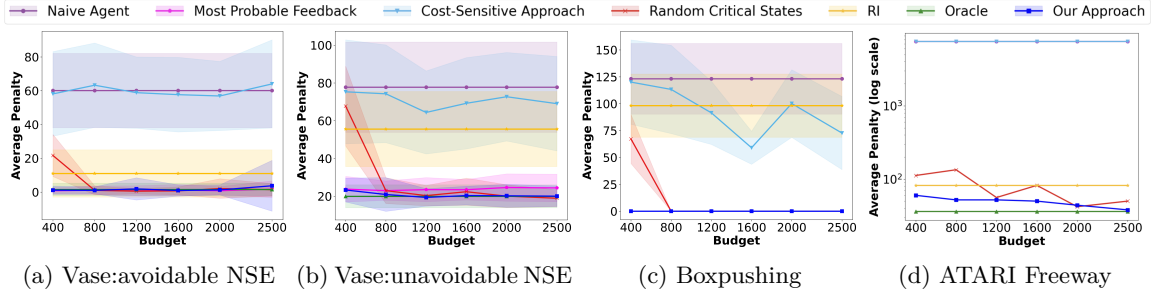 Naive Agent Most Probable Feedback Cost-Sensitive Approach Random Critical States RI Oracle Our Approach
Average Penalty
80
60
40
20
0
400 800 1200 1600 2000 2500
Budget
(a) Vase:avoidable NSE
Average Penalty
100
80
60
40
20
400 800 1200 1600 2000 2500
Budget
(b) Vase:unavoidable NSE
Average Penalty
150
125
100
75
50
25
0
400 800 1200 1600 2000 2500
Budget
(c) Boxpushing
Average Penalty (log scale)
10³
10²
400 800 1200 1600 2000 2500
Budget
(d) ATARI Freeway